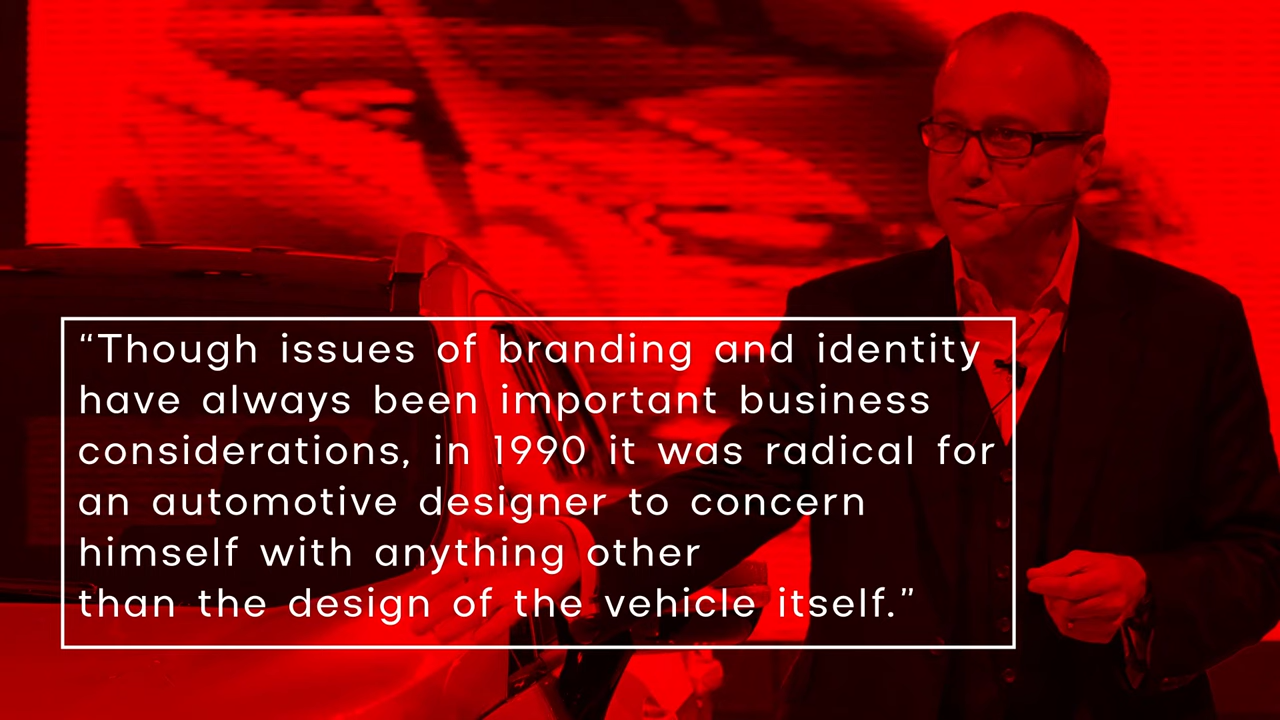 “Though issues of branding and identity
have always been important business
considerations, in 1990 it was radical for
an automotive designer to concern
himself with anything other
than the design of the vehicle itself.”